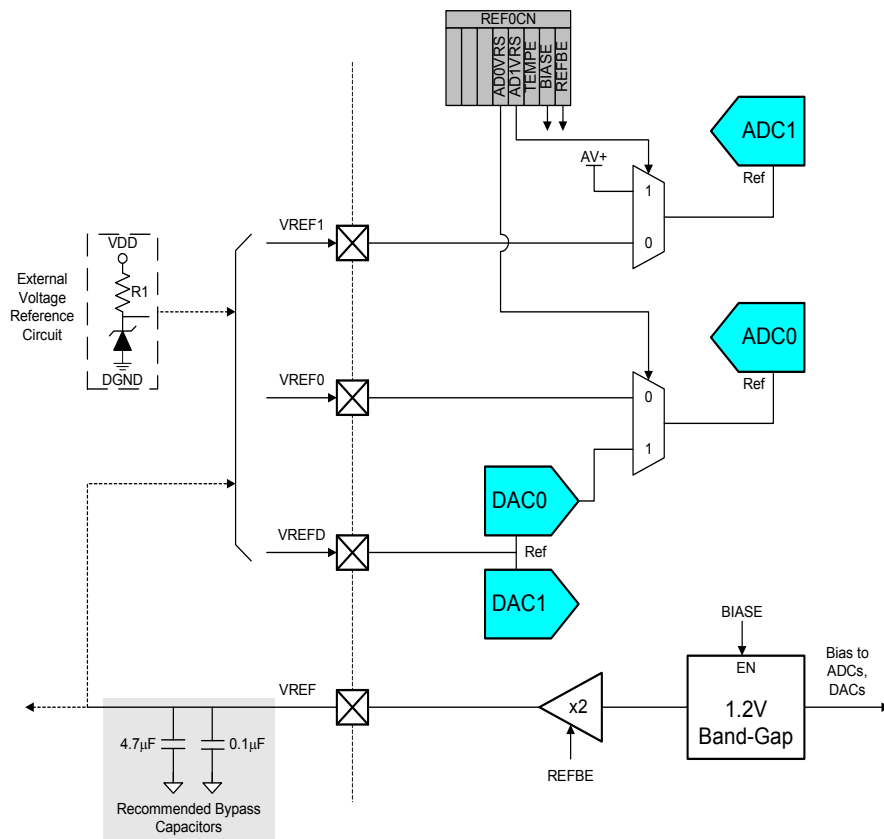 REF0CN
AD0VRS
AD1VRS
TEMPE
BIASE
REFBE
ADC1
Ref
AV+
1
0
VREF1
External
Voltage
Reference
Circuit
VDD
R1
DGND
ADC0
Ref
VREF0
0
1
DAC0
VREFD
Ref
DAC1
BIASE
EN
1.2V
Band-Gap
Bias to
ADCs,
DACs
VREF
x2
REFBE
4.7µF
0.1µF
Recommended Bypass
Capacitors